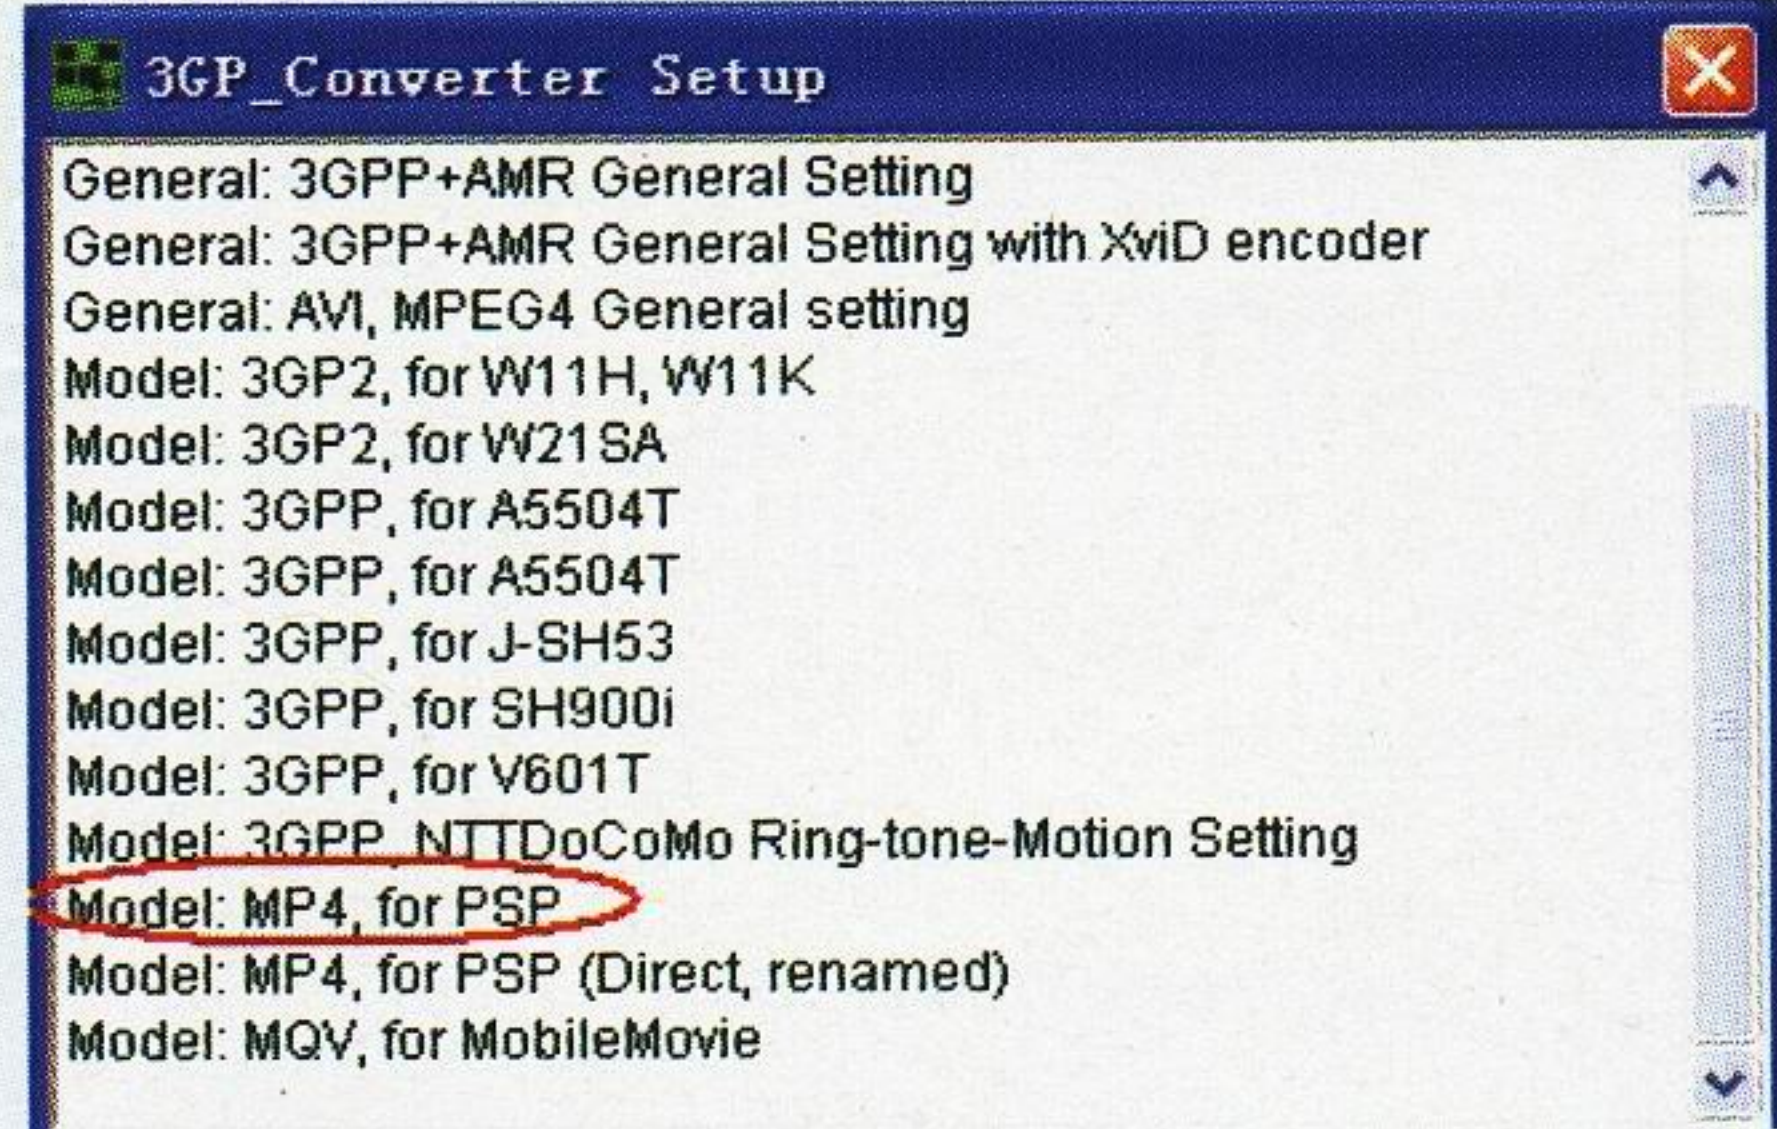 3GP_Converter Setup
General: 3GPP+AMR General Setting
General: 3GPP+AMR General Setting with XviD encoder
General: AVI, MPEG4 General setting
Model: 3GP2, for W11H, W11K
Model: 3GP2, for W21SA
Model: 3GPP, for A5504T
Model: 3GPP, for A5504T
Model: 3GPP, for J-SH53
Model: 3GPP, for SH900i
Model: 3GPP, for V601T
Model: 3GPP, NTTDoCoMo Ring-tone-Motion Setting
Model: MP4, for PSP
Model: MP4, for PSP (Direct, renamed)
Model: MQV, for MobileMovie